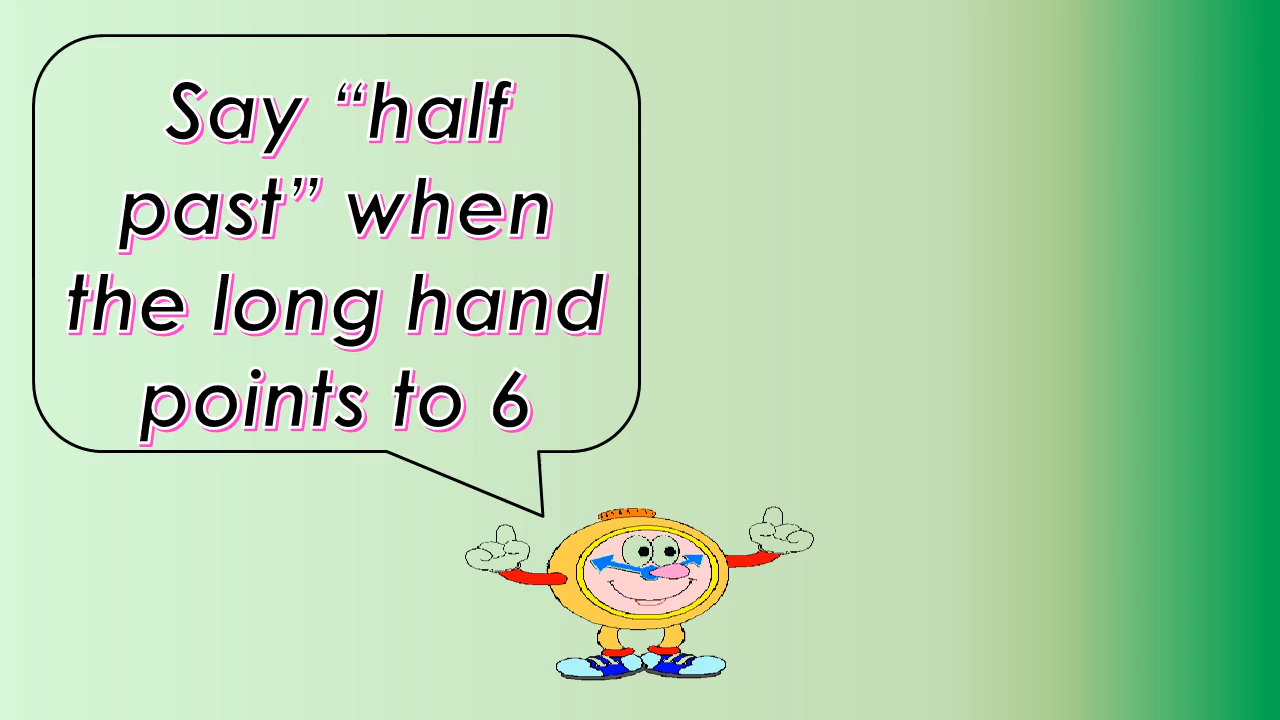 Say “half
past” when
the long hand
points to 6